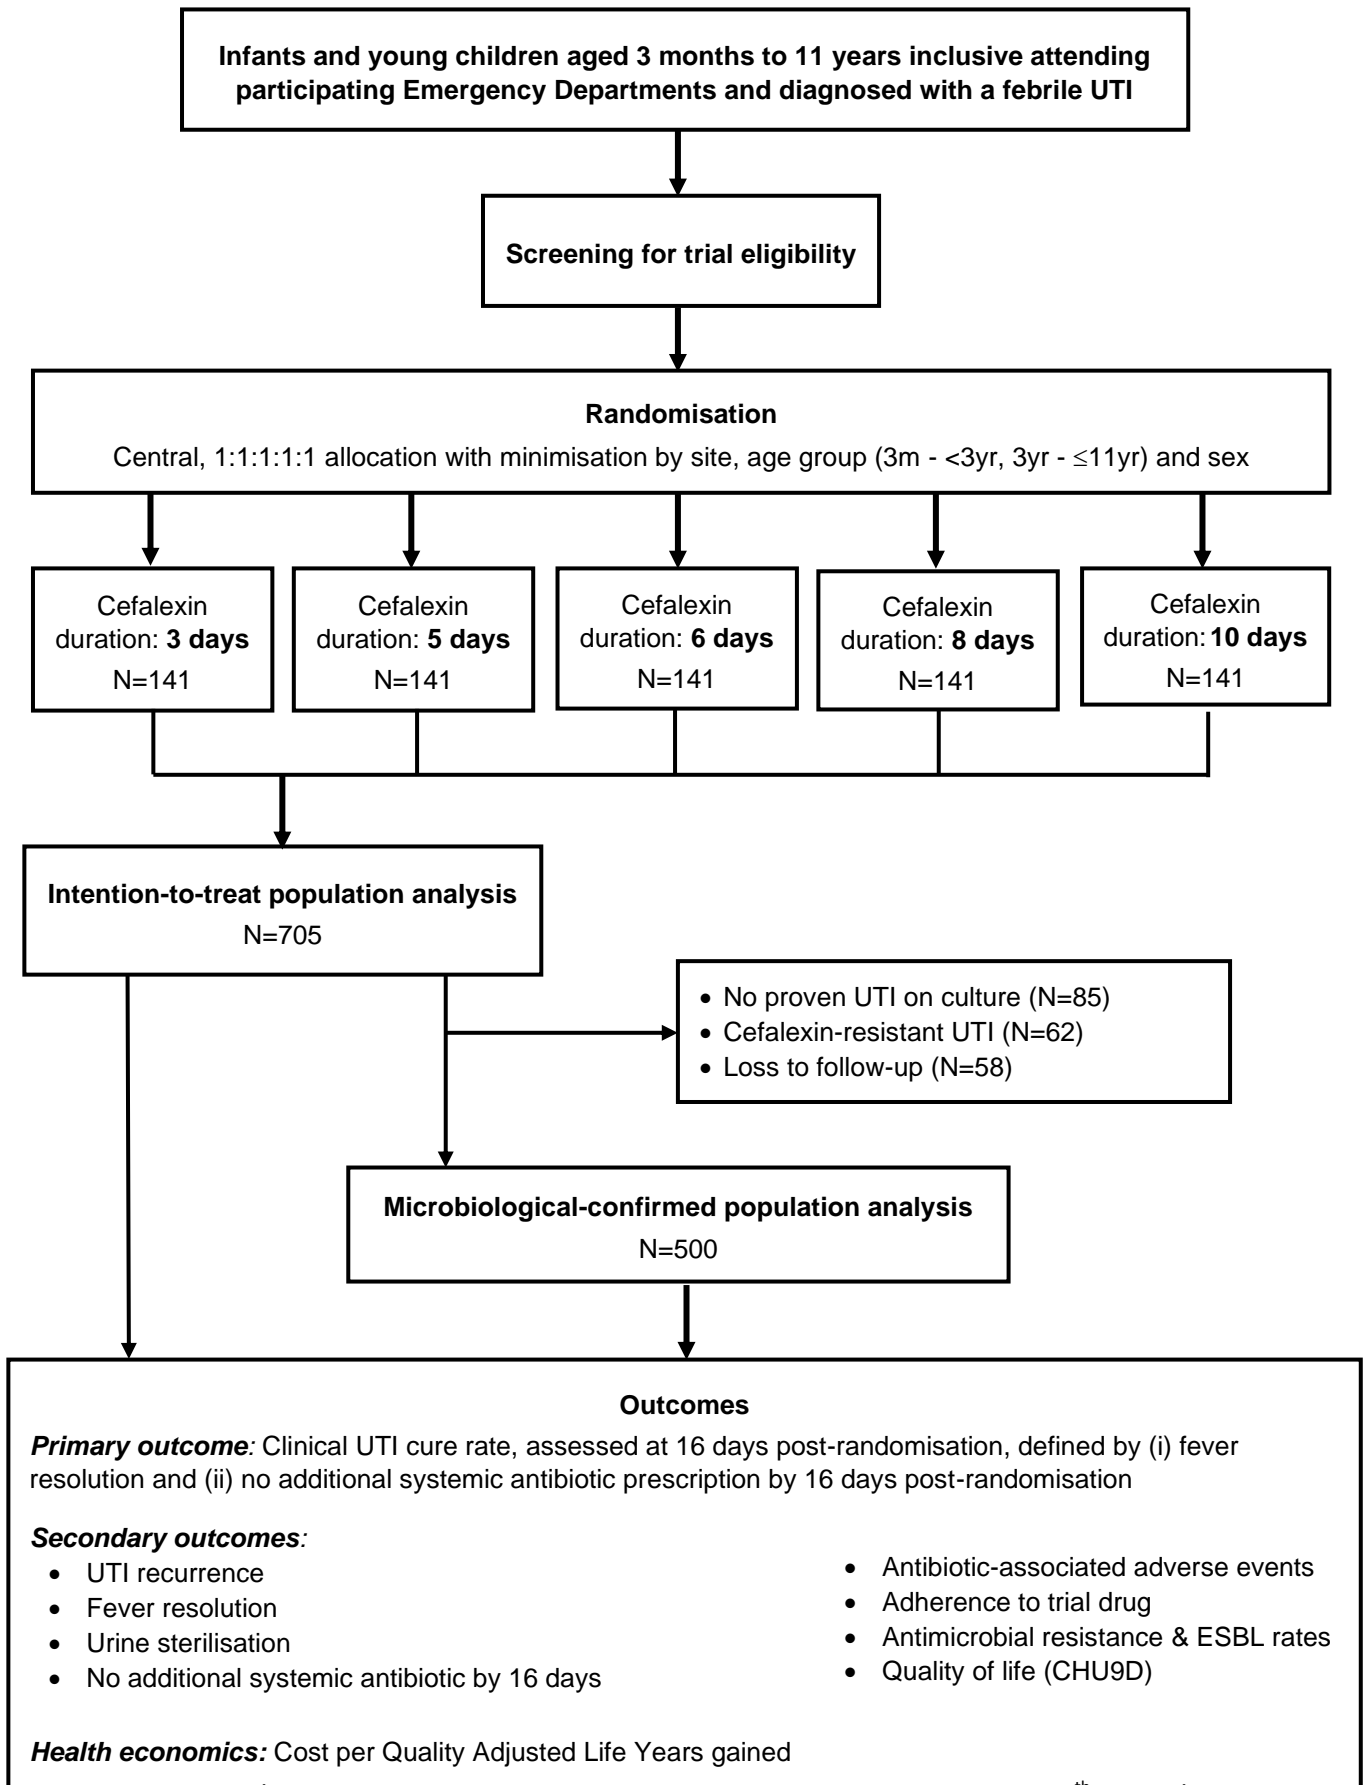 Infants and young children aged 3 months to 11 years inclusive attending
participating Emergency Departments and diagnosed with a febrile UTI
Screening for trial eligibility
Randomisation
Central, 1:1:1:1:1 allocation with minimisation by site, age group (3m - <3yr, 3yr - ≤11yr) and sex
Cefalexin
duration: 3 days
N=141
Cefalexin
duration: 5 days
N=141
Cefalexin
duration: 6 days
N=141
Cefalexin
duration: 8 days
N=141
Cefalexin
duration: 10 days
N=141
Intention-to-treat population analysis
N=705
• No proven UTI on culture (N=85)
• Cefalexin-resistant UTI (N=62)
• Loss to follow-up (N=58)
Microbiological-confirmed population analysis
N=500
Outcomes
Primary outcome: Clinical UTI cure rate, assessed at 16 days post-randomisation, defined by (i) fever
resolution and (ii) no additional systemic antibiotic prescription by 16 days post-randomisation
Secondary outcomes:
• UTI recurrence
• Fever resolution
• Urine sterilisation
• No additional systemic antibiotic by 16 days
• Antibiotic-associated adverse events
• Adherence to trial drug
• Antimicrobial resistance & ESBL rates
• Quality of life (CHU9D)
Health economics: Cost per Quality Adjusted Life Years gained
th